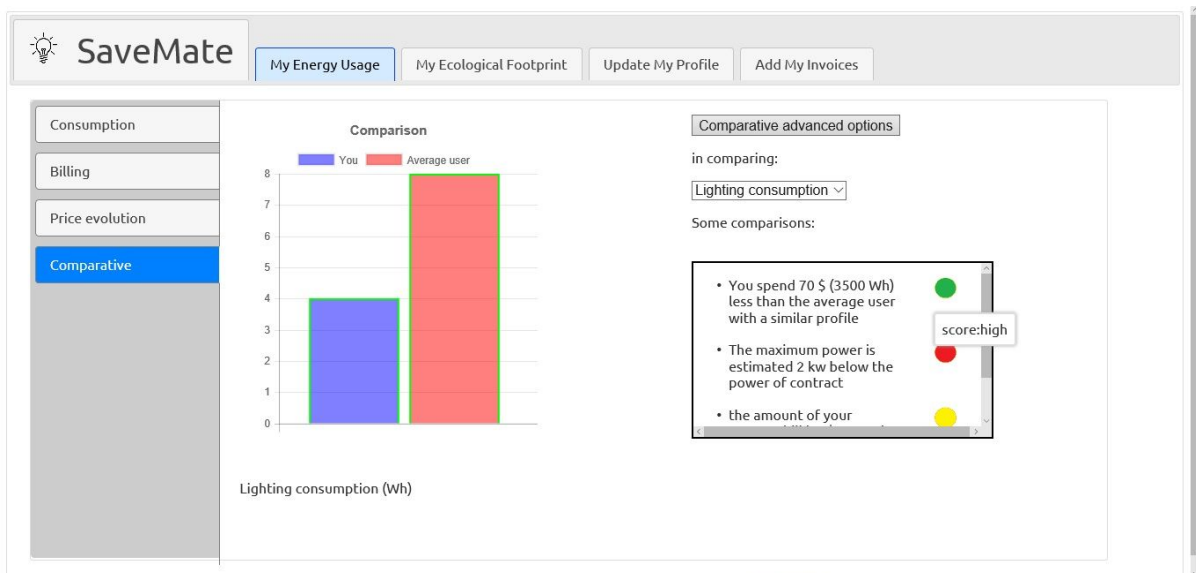 SaveMate
My Energy Usage
My Ecological Footprint
Update My Profile
Add My Invoices
Consumption
Billing
Price evolution
Comparative
Comparison
You
Average user
8
7
6
5
4
3
2
1
0
Lighting consumption (Wh)
Comparative advanced options
in comparing:
Lighting consumption
Some comparisons:
• You spend 70 $ (3500 Wh)
less than the average user
with a similar profile
score:high
• The maximum power is
estimated 2 kw below the
power of contract
• the amount of your